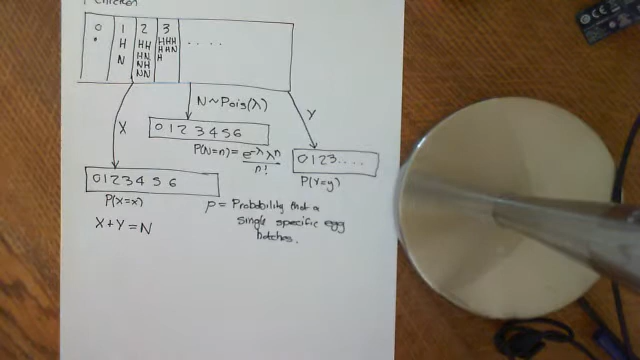 chicken
0 1 2 3
H HH HHH
N HN HHN
NH H
NN
. . . .
X
N~Pois(λ)
Y
0 1 2 3 4 5 6
P(N=n) = e^-λ λ^n / n!
0 1 2 3 . . . .
P(Y=y)
0 1 2 3 4 5 6
P(X=x)
X + Y = N
p = Probability that a
single specific egg
hatches.
CE